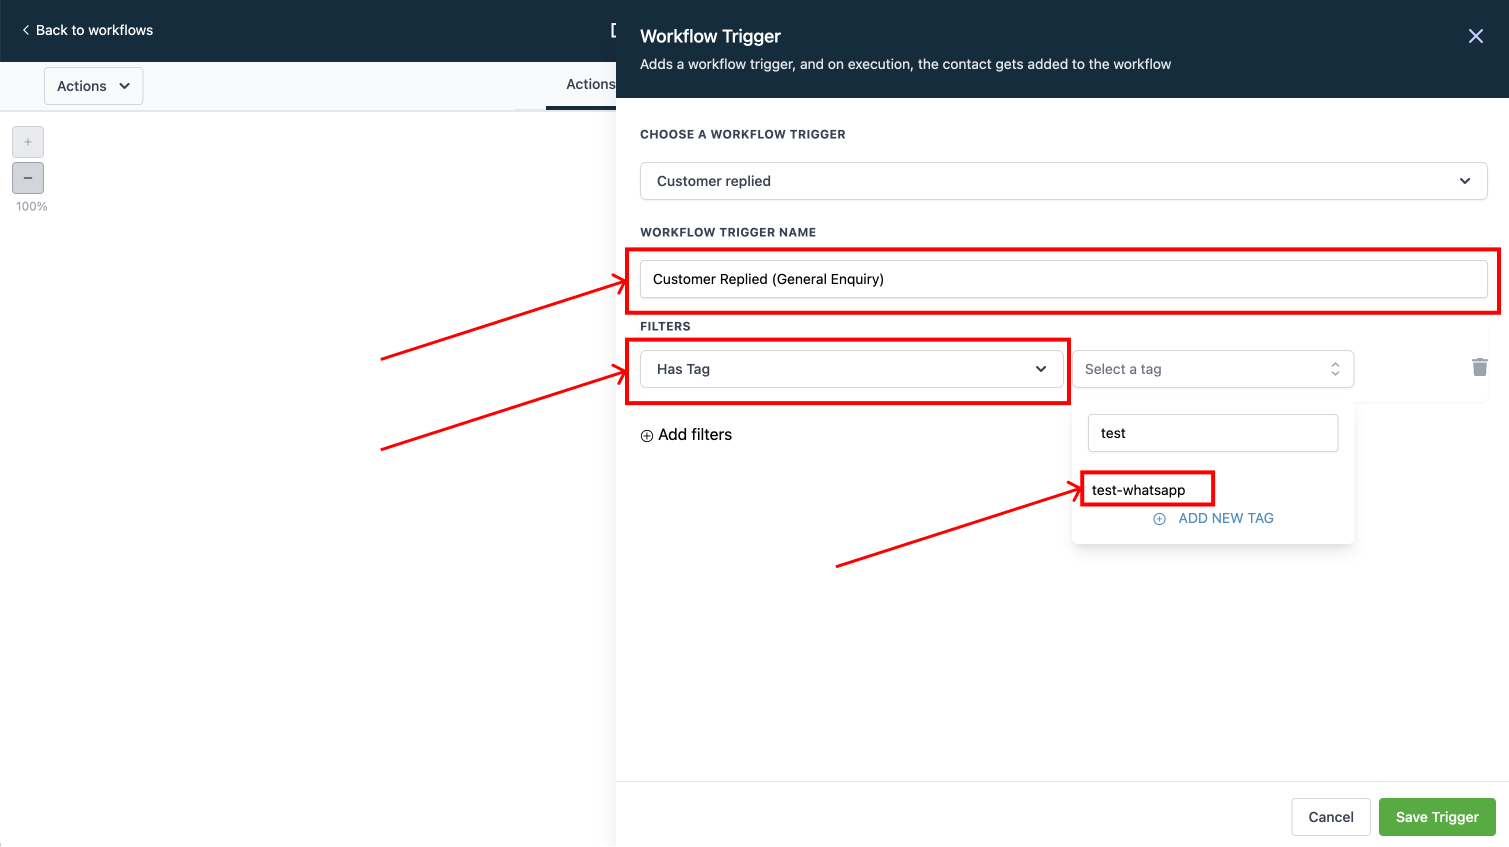 Back to workflows
Workflow Trigger
Adds a workflow trigger, and on execution, the contact gets added to the workflow
Actions
Actions
100%
CHOOSE A WORKFLOW TRIGGER
Customer replied
WORKFLOW TRIGGER NAME
Customer Replied (General Enquiry)
FILTERS
Has Tag
Select a tag
Add filters
test
test-whatsapp
ADD NEW TAG
Cancel
Save Trigger